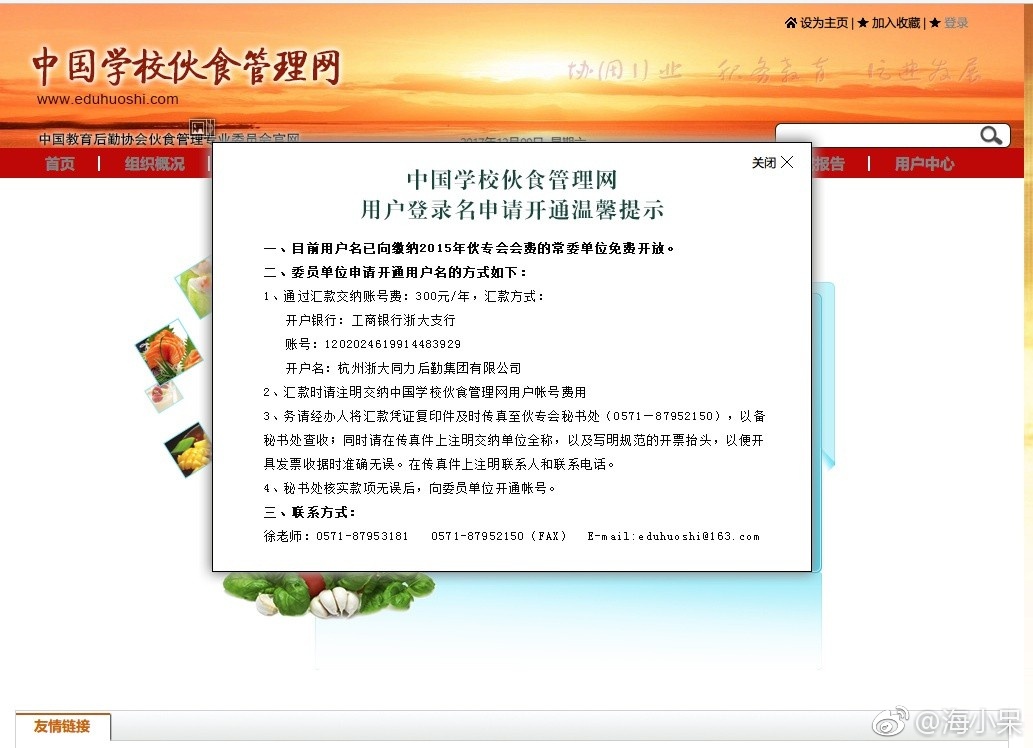 设为主页 | 加入收藏 | 登录
中国学校伙食管理网
www.eduhuoshi.com
中国教育后勤协会伙食管理专业委员会官网
2017年12月09日 星期六
首页 | 组织概况 |
报告 | 用户中心
关闭
中国学校伙食管理网
用户登录名申请开通温馨提示
一、目前用户名已向缴纳2015年伙专会会费的常委单位免费开放。
二、委员单位申请开通用户名的方式如下：
1、通过汇款交纳账号费：300元/年，汇款方式：
开户银行：工商银行浙大支行
账号：1202024619914483929
开户名：杭州浙大同力后勤集团有限公司
2、汇款时请注明交纳中国学校伙食管理网用户帐号费用
3、务请经办人将汇款凭证复印件及时传真至伙专会秘书处（0571－87952150），以备
秘书处查收；同时请在传真件上注明交纳单位全称，以及写明规范的开票抬头，以便开
具发票收据时准确无误。在传真件上注明联系人和联系电话。
4、秘书处核实款项无误后，向委员单位开通帐号。
三、联系方式：
徐老师：0571-87953181 0571-87952150（FAX） E-mail:eduhuoshi@163.com
友情链接
@海小呆